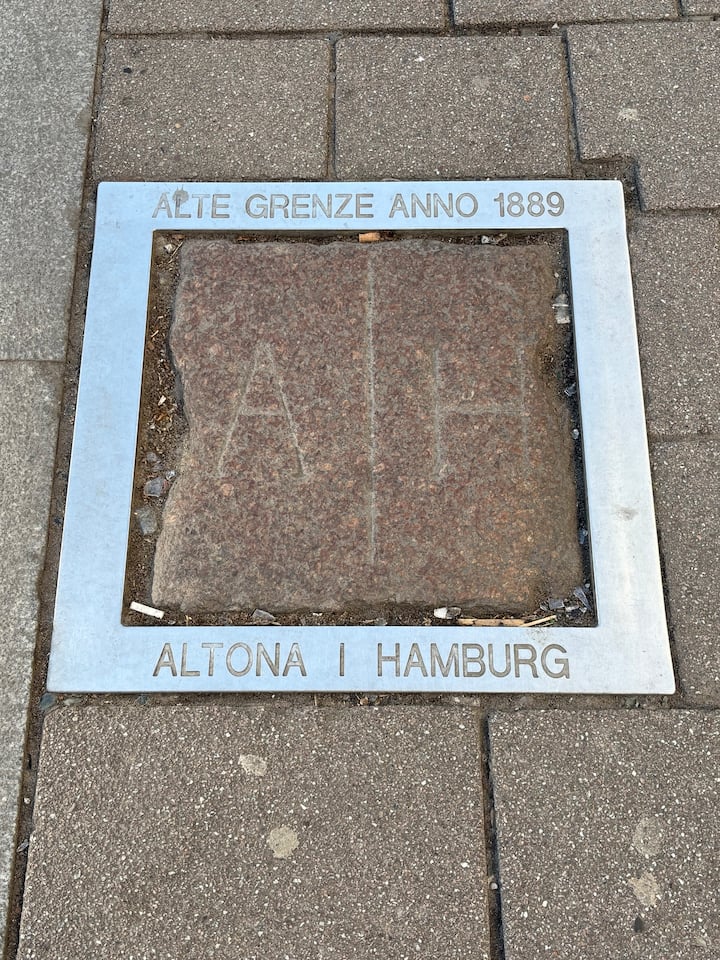 ALTE GRENZE ANNO 1889
A | H
ALTONA | HAMBURG